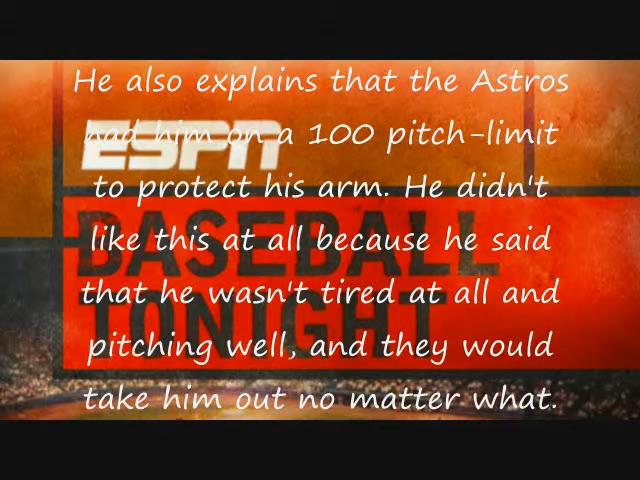 He also explains that the Astros
had him on a 100 pitch-limit
to protect his arm. He didn't
like this at all because he said
that he wasn't tired at all and
pitching well, and they would
take him out no matter what.
ESPN
BASEBALL
TONIGHT